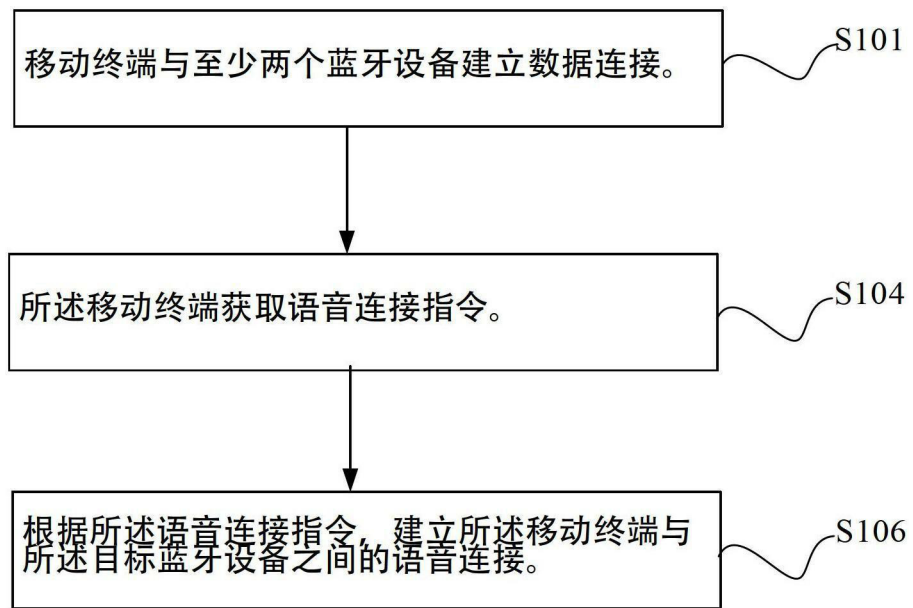 移动终端与至少两个蓝牙设备建立数据连接。
S101
所述移动终端获取语音连接指令。
S104
根据所述语音连接指令，建立所述移动终端与
所述目标蓝牙设备之间的语音连接。
S106